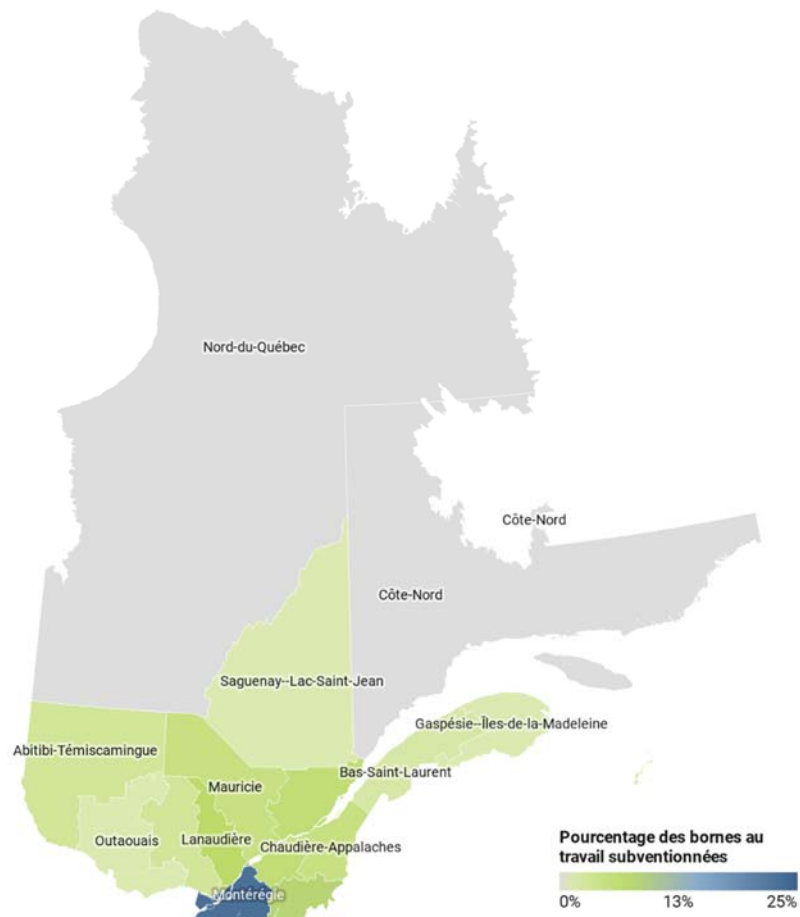 Nord-du-Québec
Côte-Nord
Côte-Nord
Saguenay--Lac-Saint-Jean
Gaspésie--Îles-de-la-Madeleine
Abitibi-Témiscamingue
Bas-Saint-Laurent
Mauricie
Outaouais
Lanaudière
Chaudière-Appalaches
Montérégie
Pourcentage des bornes au
travail subventionnées
0%
13%
25%